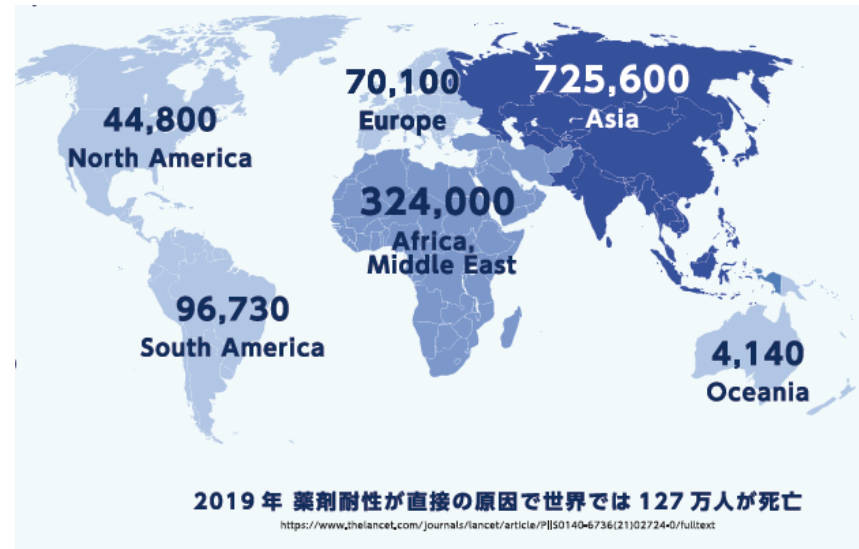 70,100
725,600
44,800
Europe
Asia
North America
324,000
Africa,
Middle East
96,730
South America
4,140
Oceania
2019 年 薬剤耐性が直接の原因で世界では 127 万人が死亡
https://www.thelancet.com/journals/lancet/article/PIIS0140-6736(21)02724-0/fulltext